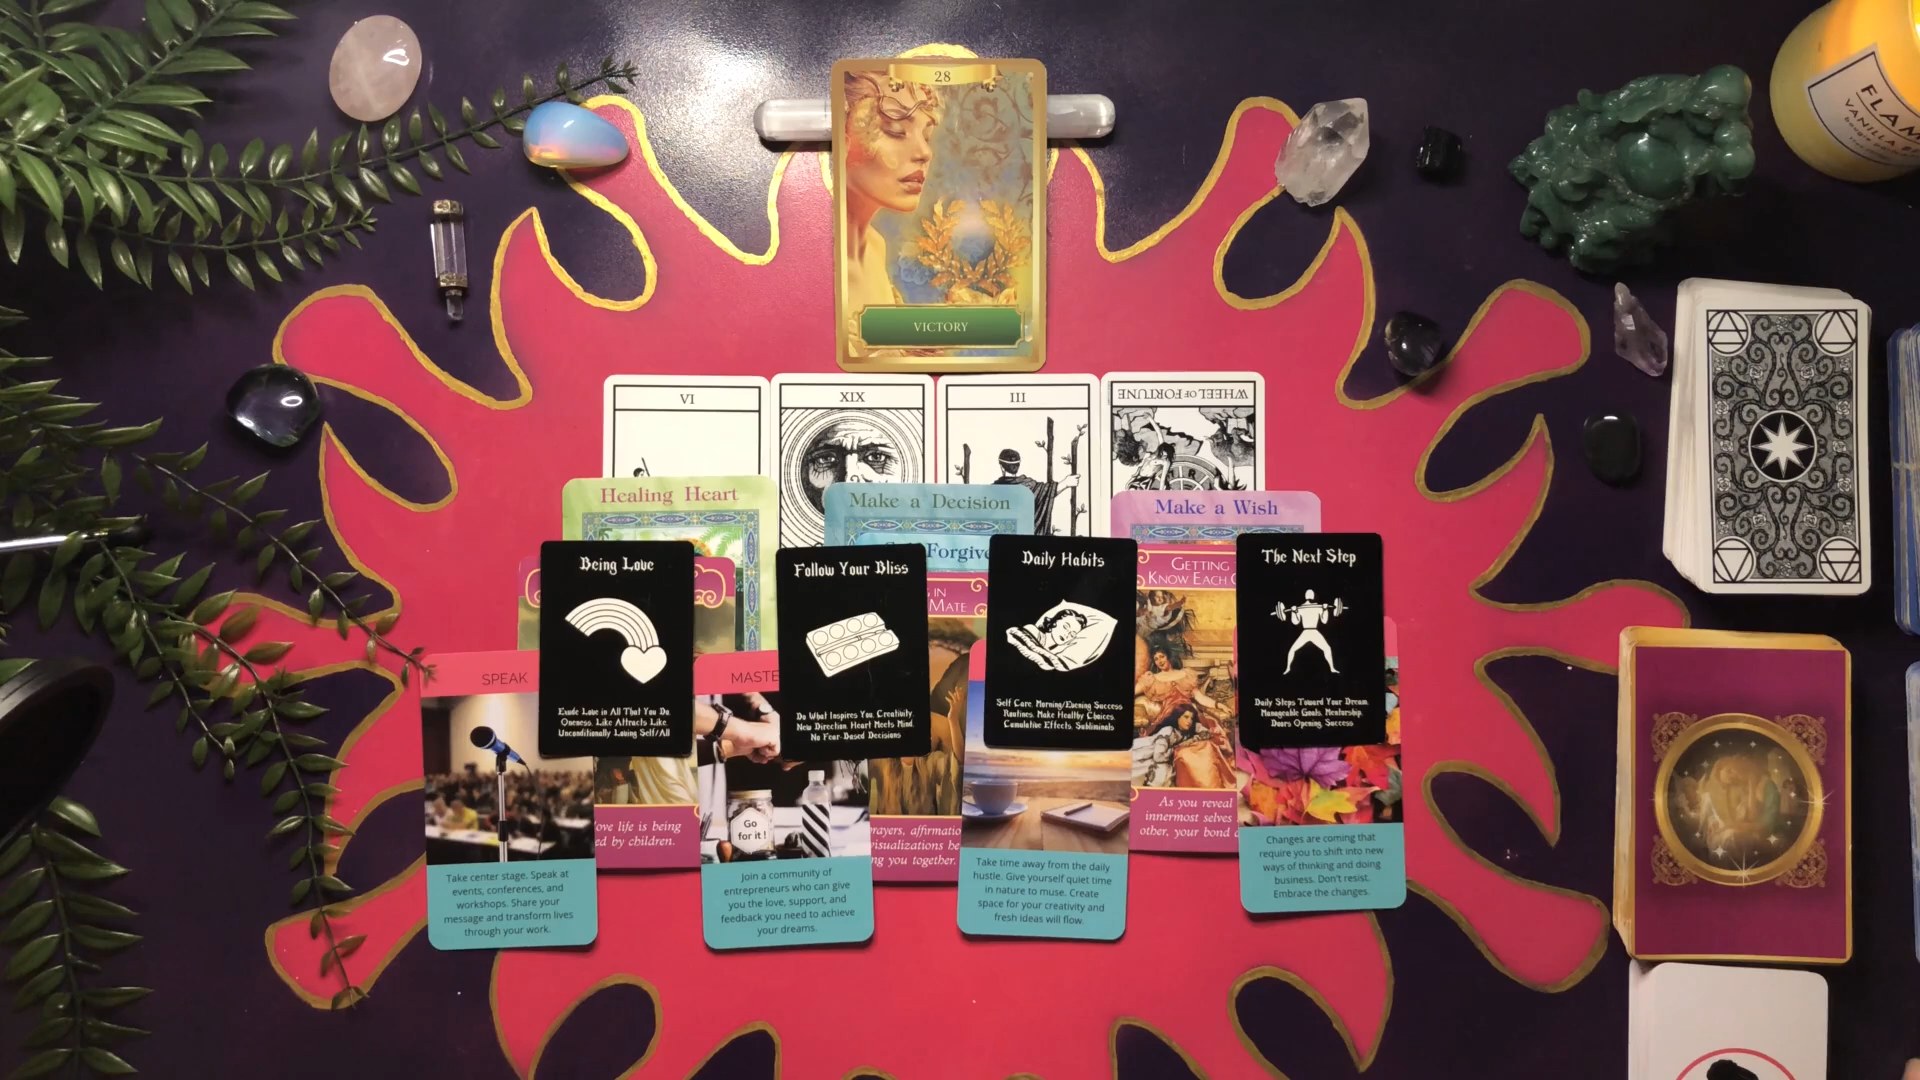 28
VICTORY
VI
XIX
III
WHEEL OF FORTUNE
Healing Heart
Make a Decision
Make a Wish
Forgive
GETTING
KNOW EACH
IN
MATE
Being Love
Exude Love in All That You Do.
Oneness. Like Attracts Like.
Unconditionally Loving Self/All
Follow Your Bliss
Do What Inspires You. Creativity.
New Direction. Heart Meets Mind.
No Fear-Based Decisions
Daily Habits
Self Care. Morning/Evening Success
Routines. Make Healthy Choices.
Cumulative Effects. Subliminals
The Next Step
Daily Steps Toward Your Dream.
Manageable Goals. Mentorship.
Doors Opening. Success
SPEAK
Take center stage. Speak at
events, conferences, and
workshops. Share your
message and transform lives
through your work.
love life is being
ed by children.
MASTE
Go
for it!
Join a community of
entrepreneurs who can give
you the love, support, and
feedback you need to achieve
your dreams.
prayers, affirmatio
visualizations he
ng you together.
Take time away from the daily
hustle. Give yourself quiet time
in nature to muse. Create
space for your creativity and
fresh ideas will flow.
As you reveal
innermost selves
other, your bond
Changes are coming that
require you to shift into new
ways of thinking and doing
business. Don't resist.
Embrace the changes.
FLAM
VANILLA B